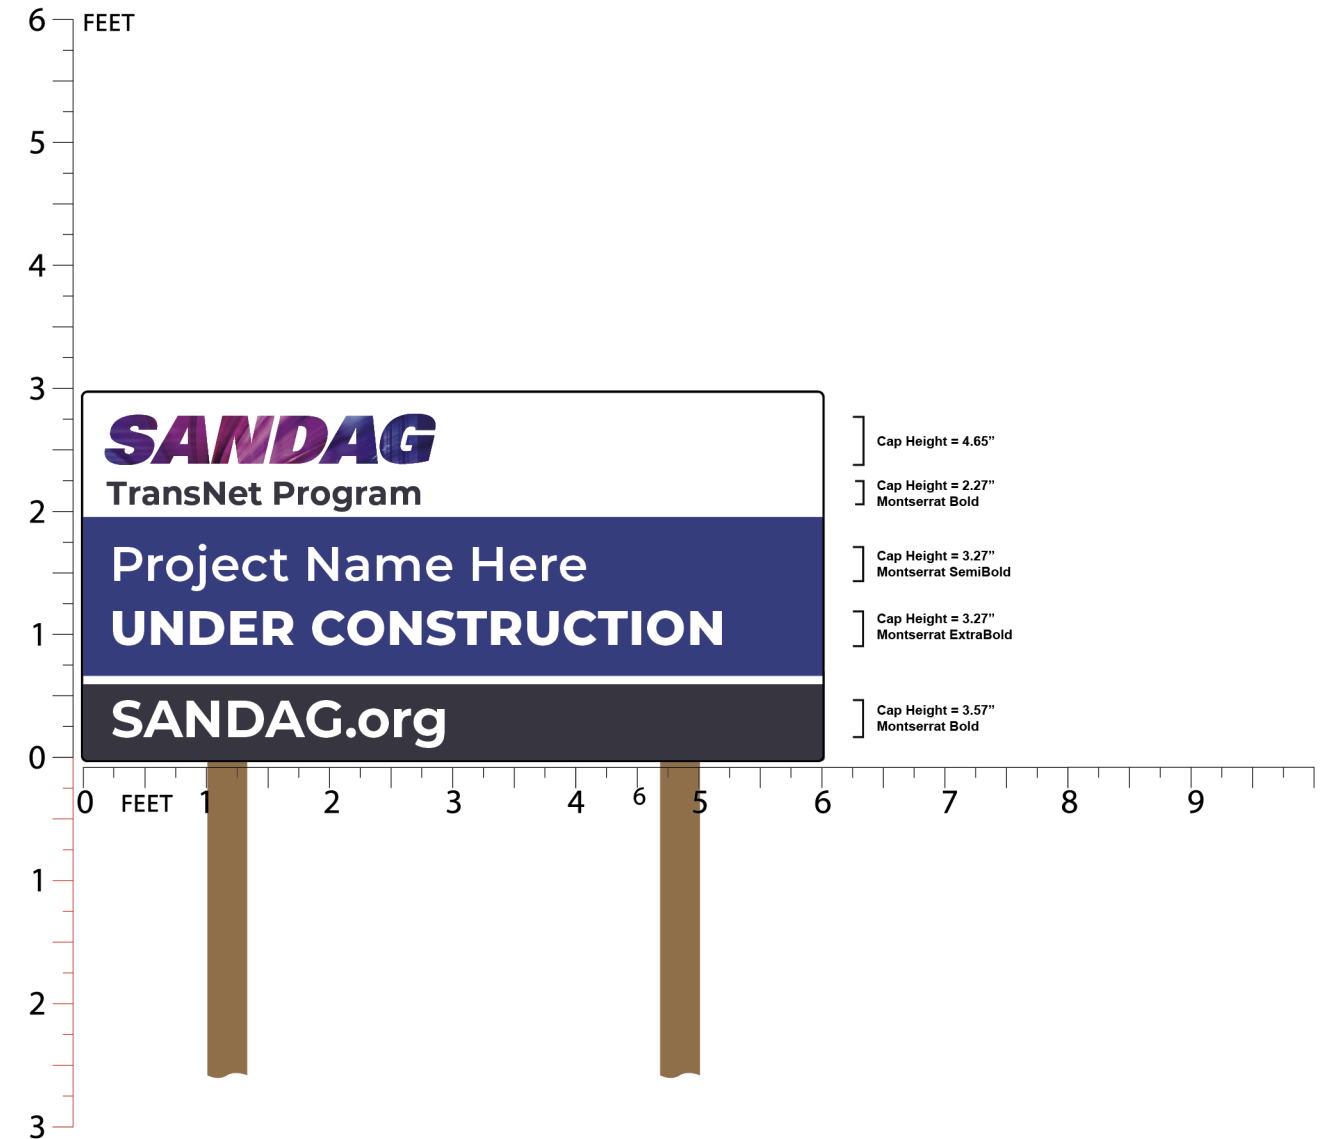 6 FEET
5
4
3
SANDAG
Cap Height = 4.65”
TransNet Program
Cap Height = 2.27”
Montserrat Bold
2
Project Name Here
Cap Height = 3.27”
Montserrat SemiBold
1
UNDER CONSTRUCTION
Cap Height = 3.27”
Montserrat ExtraBold
SANDAG.org
Cap Height = 3.57”
Montserrat Bold
0
0 FEET 1 2 3 4 6 5 6 7 8 9
1
2
3